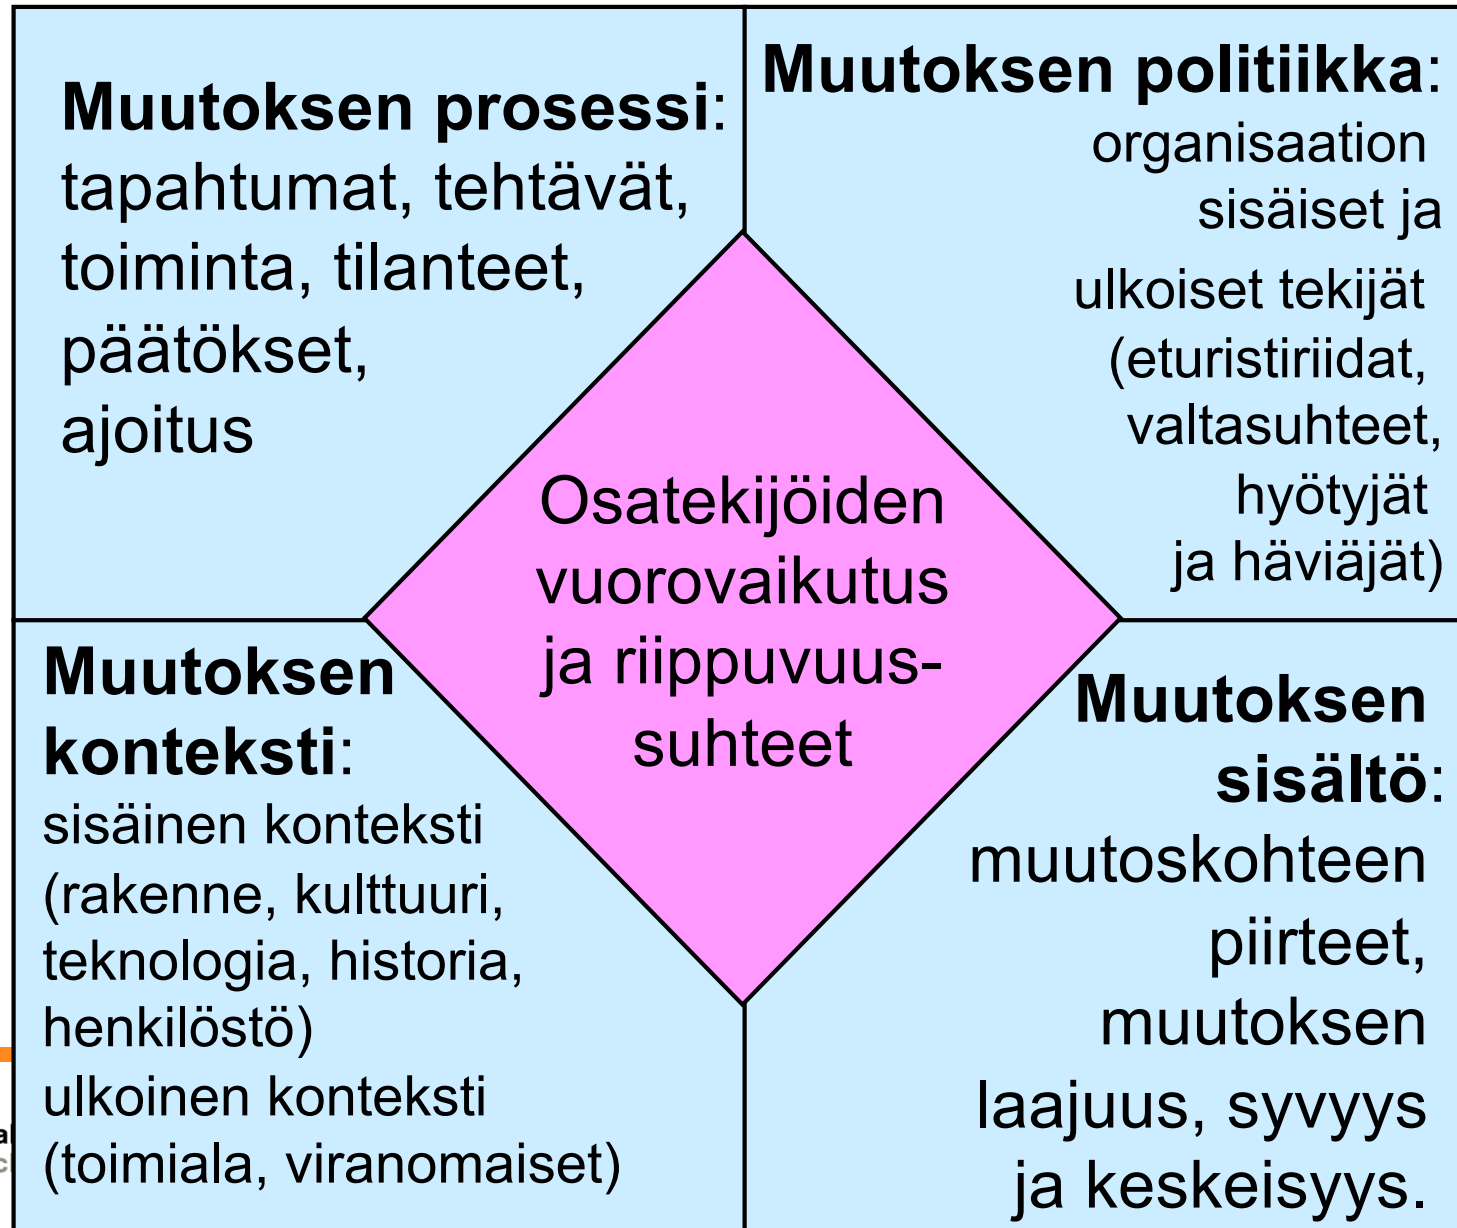 Muutoksen prosessi:
tapahtumat, tehtävät,
toiminta, tilanteet,
päätökset,
ajoitus
Muutoksen politiikka:
organisaation
sisäiset ja
ulkoiset tekijät
(eturistiriidat,
valtasuhteet,
hyötyjät
ja häviäjät)
Osatekijöiden
vuorovaikutus
ja riippuvuus-
suhteet
Muutoksen
konteksti:
sisäinen konteksti
(rakenne, kulttuuri,
teknologia, historia,
henkilöstö)
ulkoinen konteksti
(toimiala, viranomaiset)
Muutoksen
sisältö:
muutoskohteen
piirteet,
muutoksen
laajuus, syvyys
ja keskeisyys.